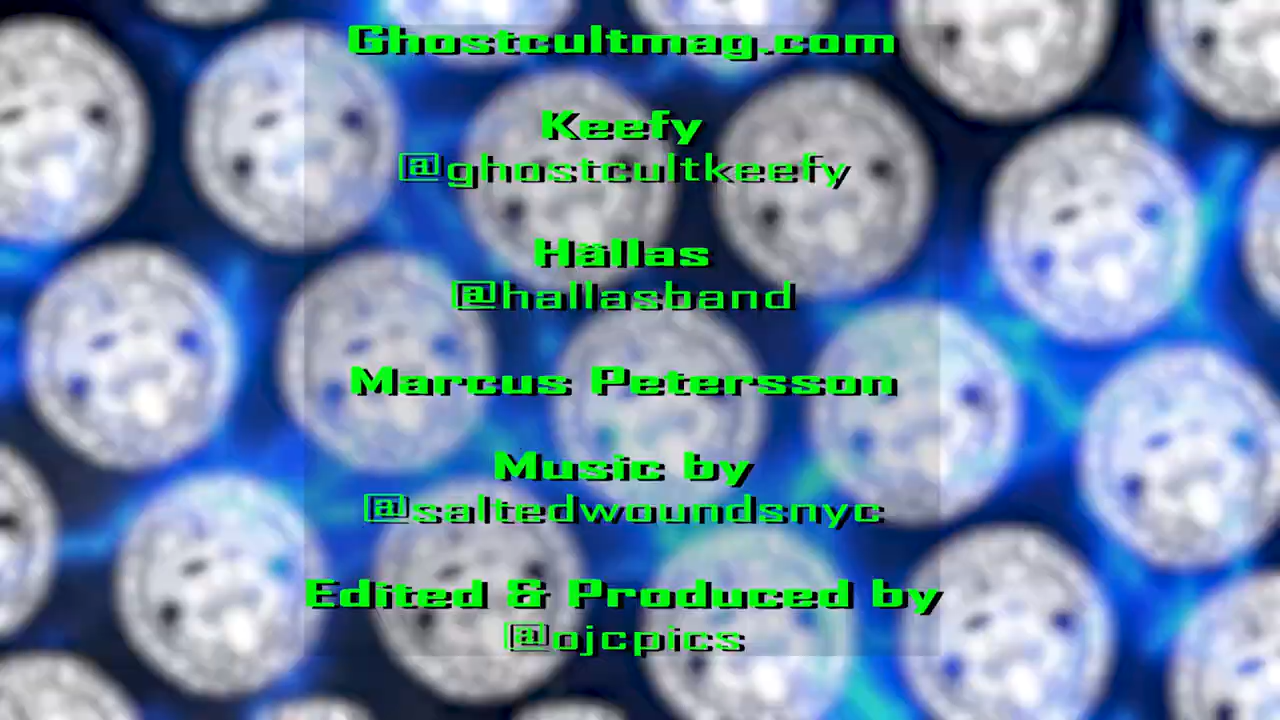 Ghostcultmag.com
Keefy
@ghostcultkeefy
Hällas
@hallasband
Marcus Petersson
Music by
@saltedwoundsnyc
Edited & Produced by
@ojcpics